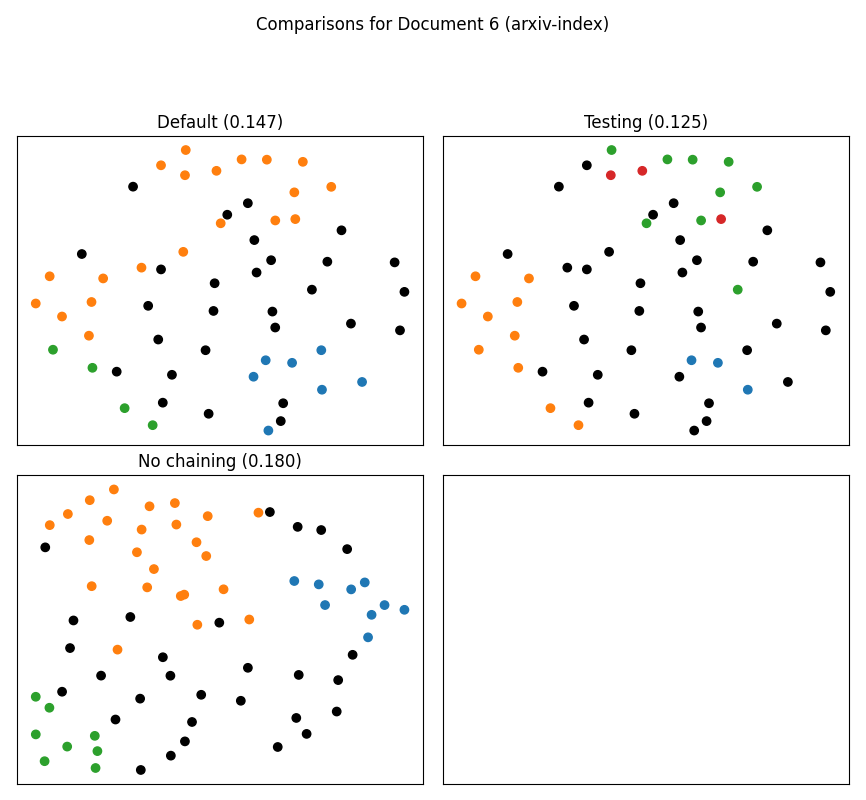 Comparisons for Document 6 (arxiv-index)
Default (0.147)
Testing (0.125)
No chaining (0.180)